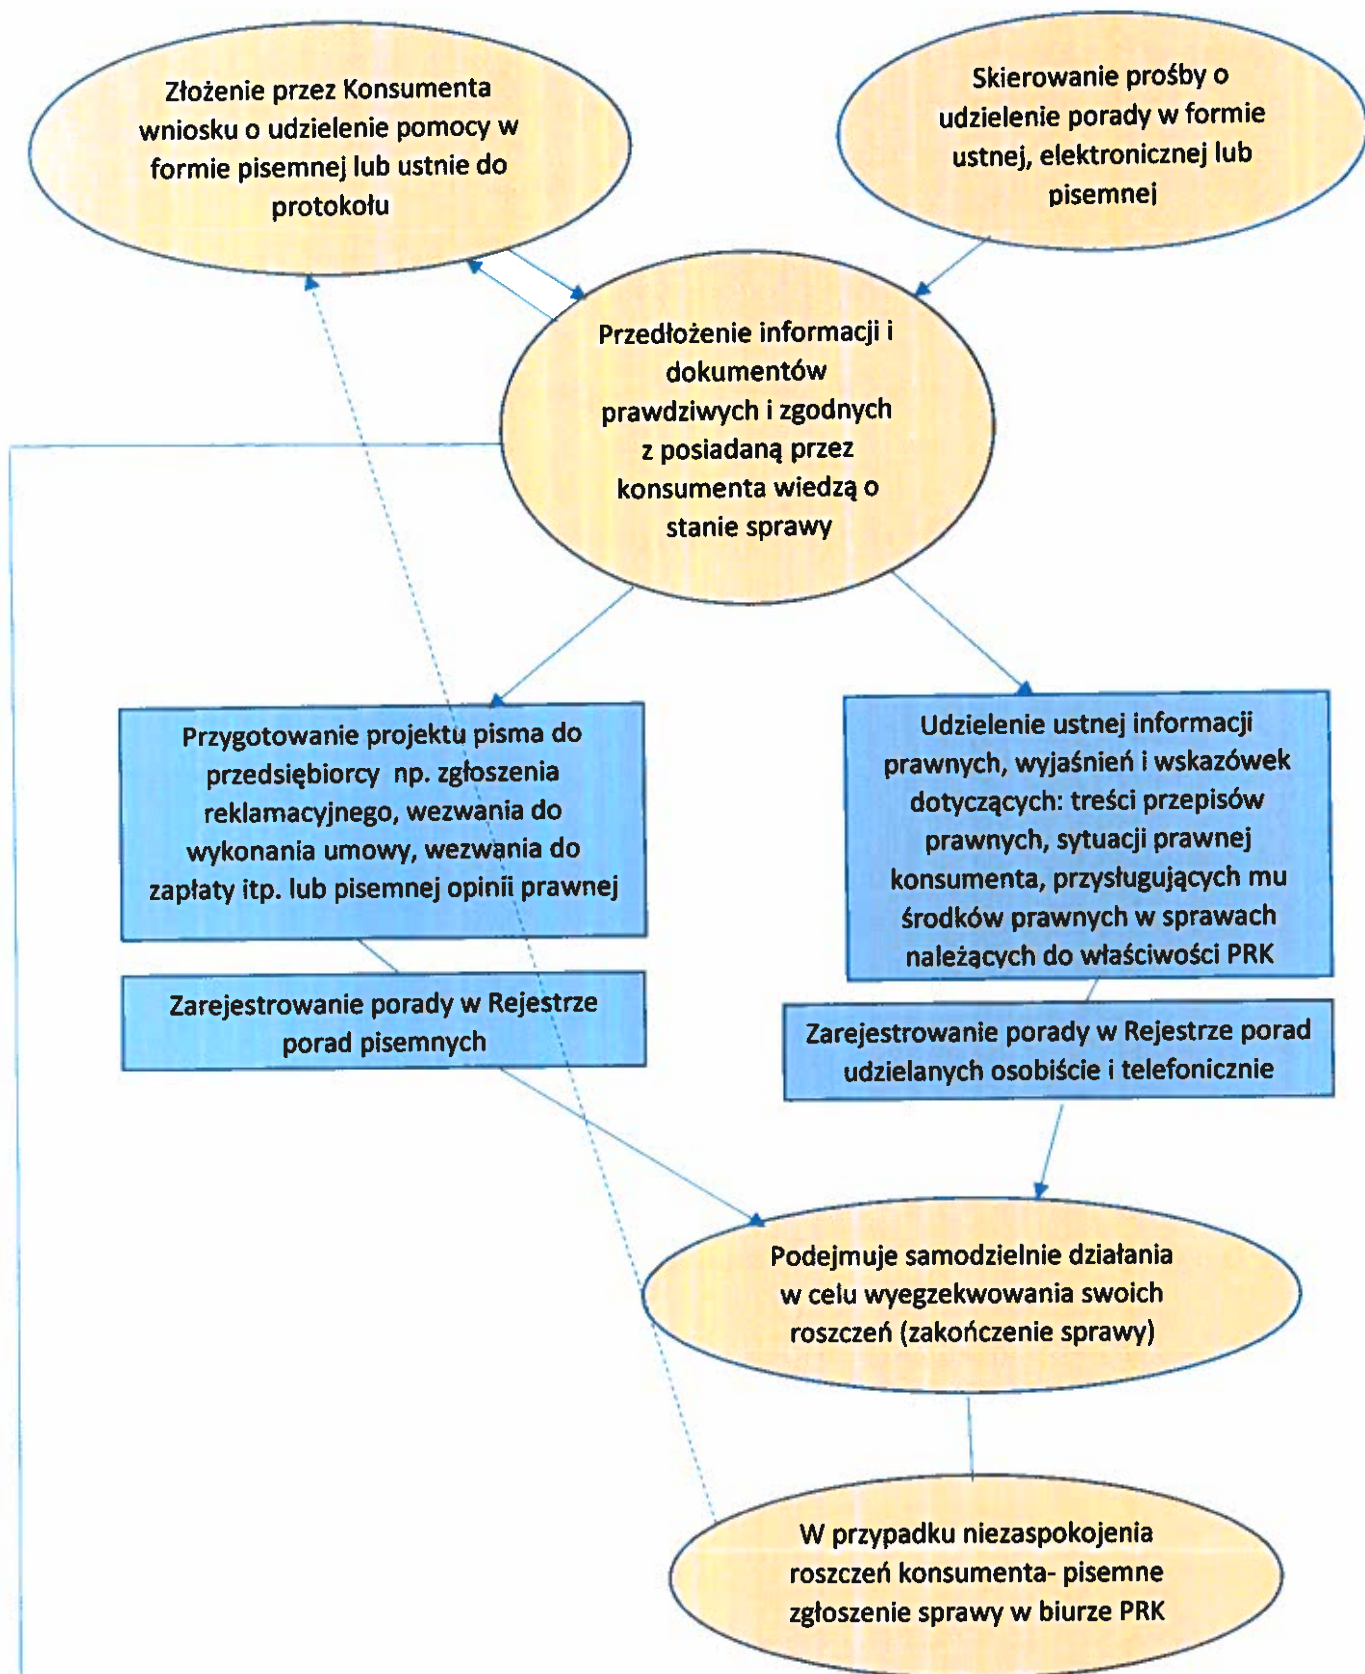 Złożenie przez Konsumenta
wniosku o udzielenie pomocy w
formie pisemnej lub ustnie do
protokołu
Skierowanie prośby o
udzielenie porady w formie
ustnej, elektronicznej lub
pisemnej
Przedłożenie informacji i
dokumentów
prawdziwych i zgodnych
z posiadaną przez
konsumenta wiedzą o
stanie sprawy
Przygotowanie projektu pisma do
przedsiębiorcy np. zgłoszenia
reklamacyjnego, wezwania do
wykonania umowy, wezwania do
zapłaty itp. lub pisemnej opinii prawnej
Udzielenie ustnej informacji
prawnych, wyjaśnień i wskazówek
dotyczących: treści przepisów
prawnych, sytuacji prawnej
konsumenta, przysługujących mu
środków prawnych w sprawach
należących do właściwości PRK
Zarejestrowanie porady w Rejestrze
porad pisemnych
Zarejestrowanie porady w Rejestrze porad
udzielanych osobiście i telefonicznie
Podejmuje samodzielnie działania
w celu wyegzekwowania swoich
roszczeń (zakończenie sprawy)
W przypadku niezaspokojenia
roszczeń konsumenta- pisemne
zgłoszenie sprawy w biurze PRK